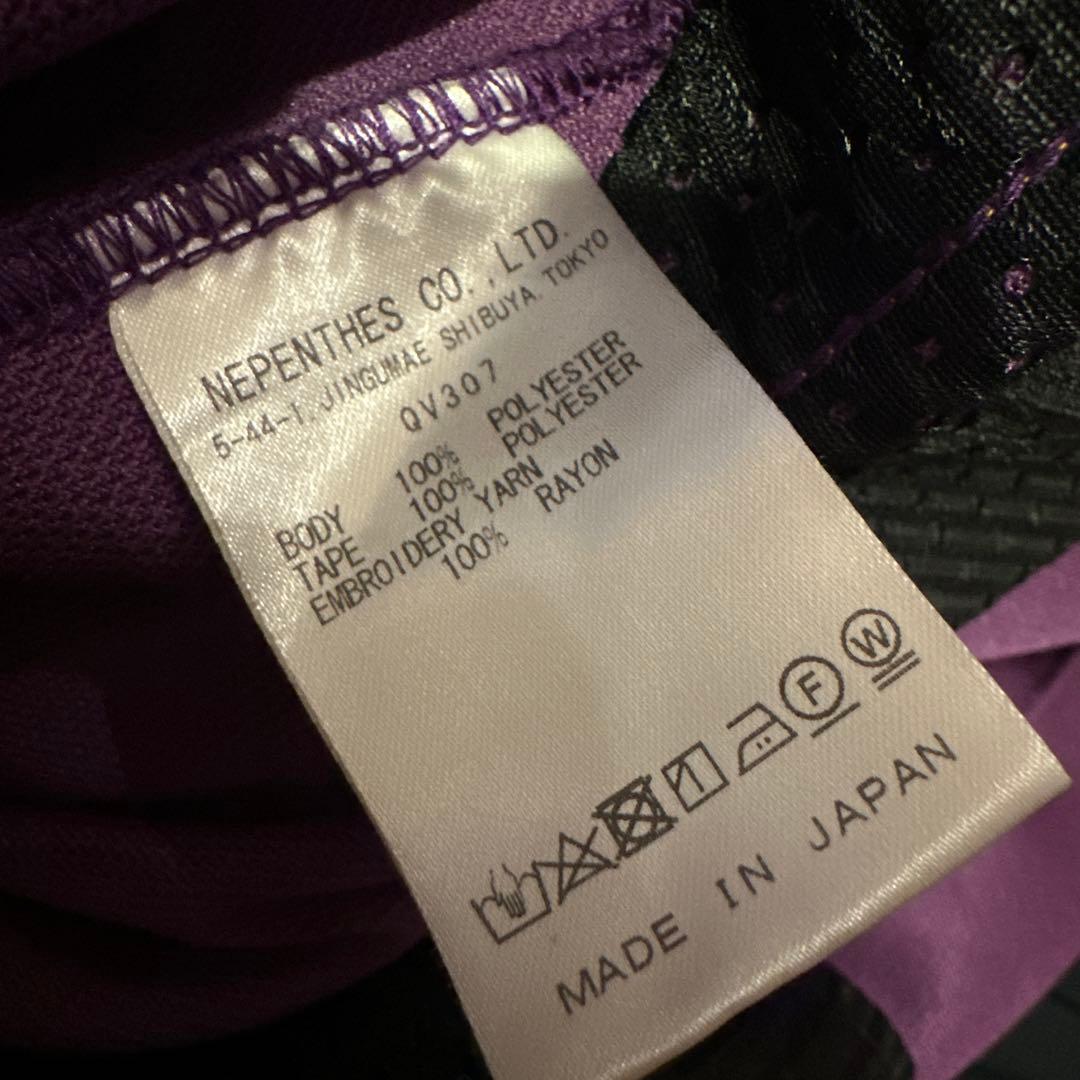 NEPENTHES CO.,LTD.
5-44-1.JINGUMAE SHIBUYA.TOKYO
QV307
BODY 100% POLYESTER
TAPE 100% POLYESTER
EMBROIDERY YARN
100% RAYON
F W
MADE IN JAPAN